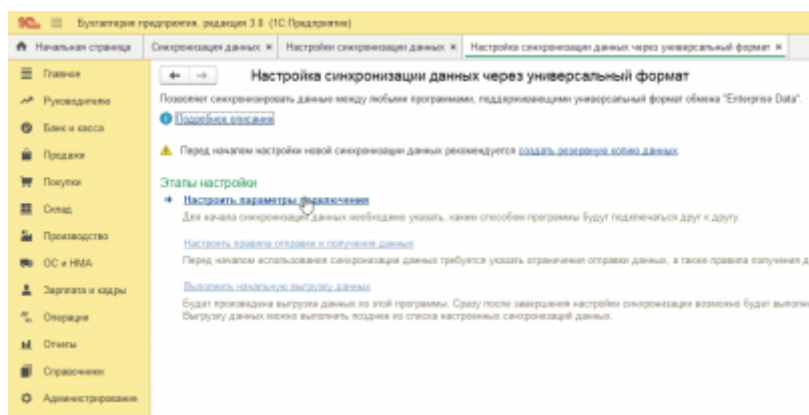 1С Бухгалтерия предприятия, редакция 3.0 (1С:Предприятие)
Начальная страница Синхронизация данных × Настройки синхронизации данных × Настройка синхронизации данных через универсальный формат ×
Главное
Руководителю
Банк и касса
Продажи
Покупки
Склад
Производство
ОС и НМА
Зарплата и кадры
Операции
Отчеты
Справочники
Администрирование
Настройка синхронизации данных через универсальный формат
Позволяет синхронизировать данные между любыми программами, поддерживающими универсальный формат обмена "Enterprise Data".
Подробное описание
Перед началом настройки новой синхронизации данных рекомендуется создать резервную копию данных
Этапы настройки
Настроить параметры подключения
Для начала синхронизации данных необходимо указать, каким способом программы будут подключаться друг к другу.
Настроить правила отправки и получения данных
Перед началом использования синхронизации данных требуется указать ограничения отправки данных, а также правила получения д
Выполнить начальную выгрузку данных
Будет произведена выгрузка данных из этой программы. Сразу после завершения настройки синхронизации возможно будет выполн
Выгрузку данных можно выполнить позднее из списка настроенных синхронизаций данных.